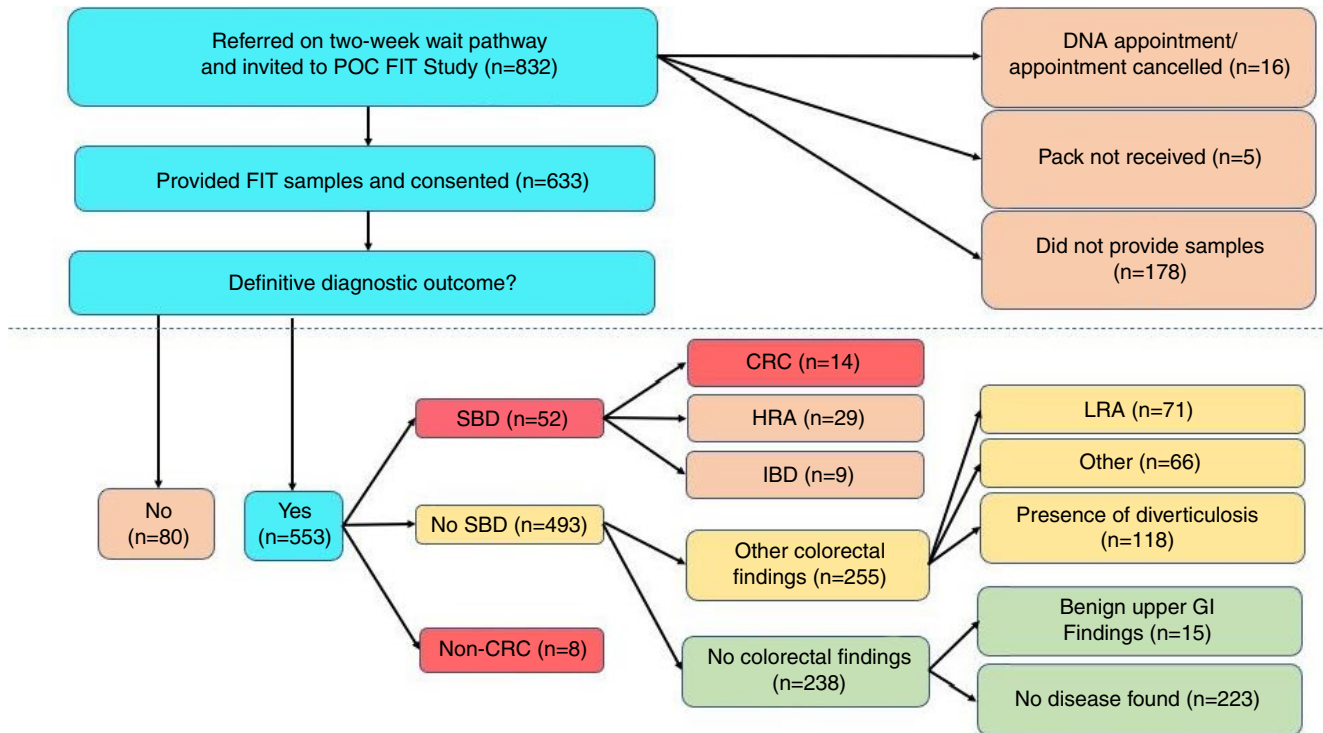 Referred on two-week wait pathway
and invited to POC FIT Study (n=832)
DNA appointment/
appointment cancelled (n=16)
Pack not received (n=5)
Provided FIT samples and consented (n=633)
Did not provide samples
(n=178)
Definitive diagnostic outcome?
CRC (n=14)
SBD (n=52)
HRA (n=29)
IBD (n=9)
LRA (n=71)
Other (n=66)
Presence of diverticulosis
(n=118)
No
(n=80)
Yes
(n=553)
No SBD (n=493)
Other colorectal
findings (n=255)
Non-CRC (n=8)
No colorectal findings
(n=238)
Benign upper GI
Findings (n=15)
No disease found (n=223)